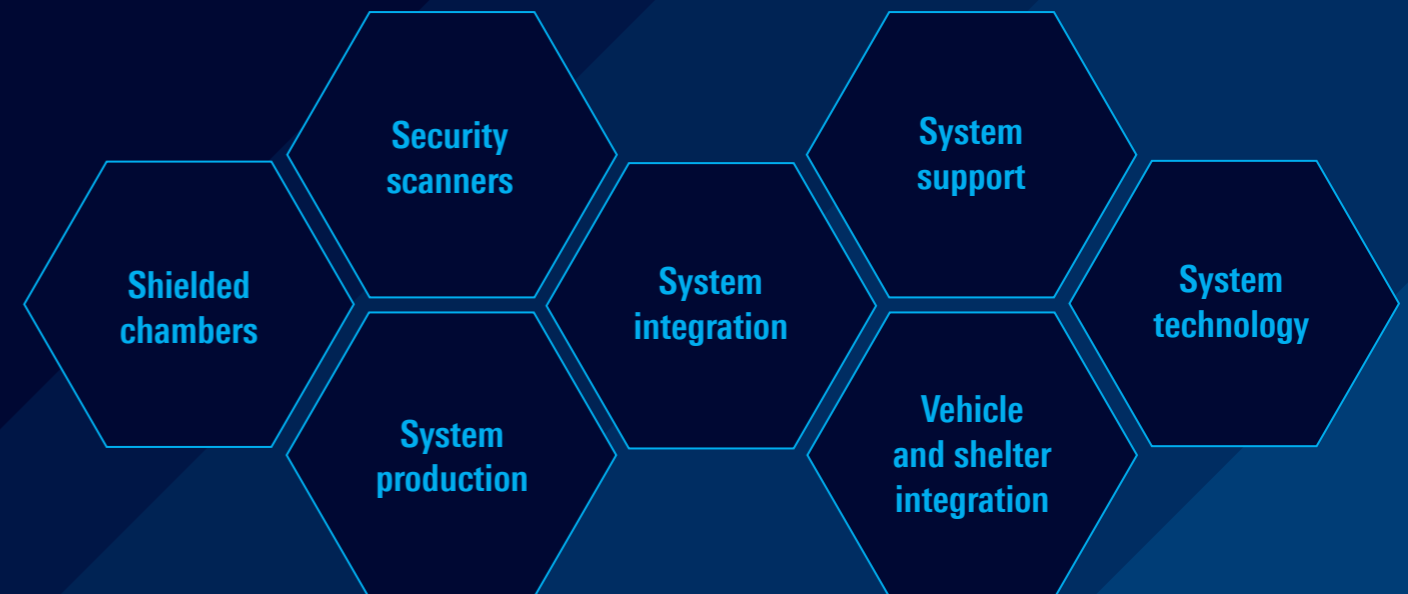 Security
scanners
System
support
Shielded
chambers
System
integration
System
technology
System
production
Vehicle
and shelter
integration